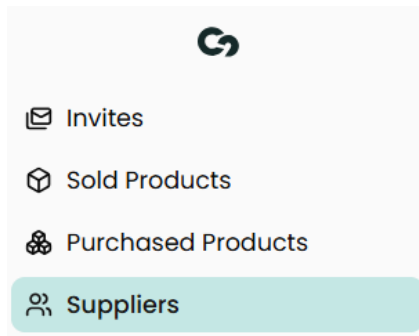 Invites
Sold Products
Purchased Products
Suppliers